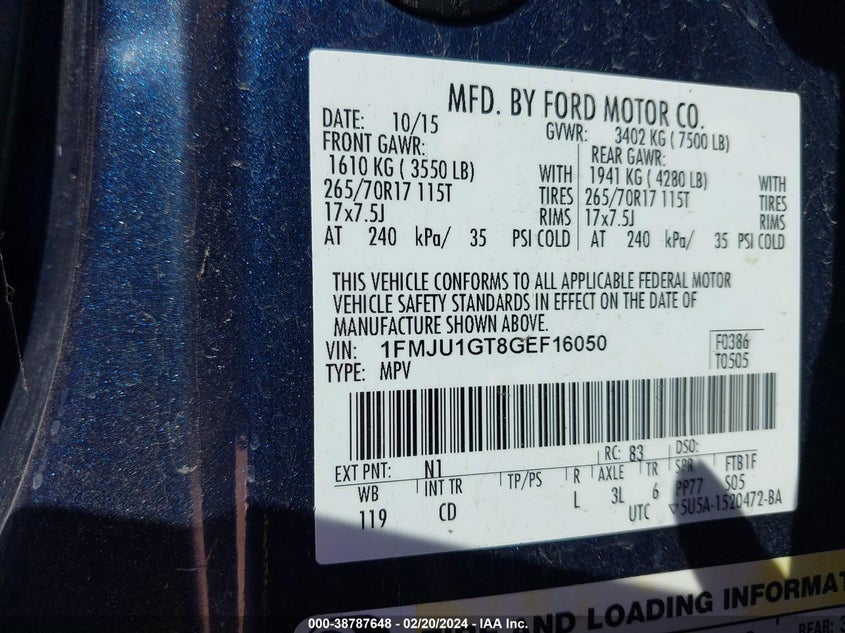 MFD. BY FORD MOTOR CO.
DATE: 10/15 GVWR: 3402 KG ( 7500 LB)
FRONT GAWR: REAR GAWR:
1610 KG ( 3550 LB) WITH 1941 KG ( 4280 LB) WITH
265/70R17 115T TIRES 265/70R17 115T TIRES
17x7.5J RIMS 17x7.5J RIMS
AT 240 kPa/ 35 PSI COLD AT 240 kPa/ 35 PSI COLD
THIS VEHICLE CONFORMS TO ALL APPLICABLE FEDERAL MOTOR
VEHICLE SAFETY STANDARDS IN EFFECT ON THE DATE OF
MANUFACTURE SHOWN ABOVE.
VIN: 1FMJU1GT8GEF16050 F0386
TYPE: MPV T0505
EXT PNT: N1 RC: 83 DSO:
WB INT TR TP/PS R AXLE TR SPR FTB1F
119 CD L 3L 6 PP77 S05
UTC ▽5U5A-1520472-BA
AND LOADING INFORMAT
REAR:
000-38787648 - 02/20/2024 - IAA Inc.